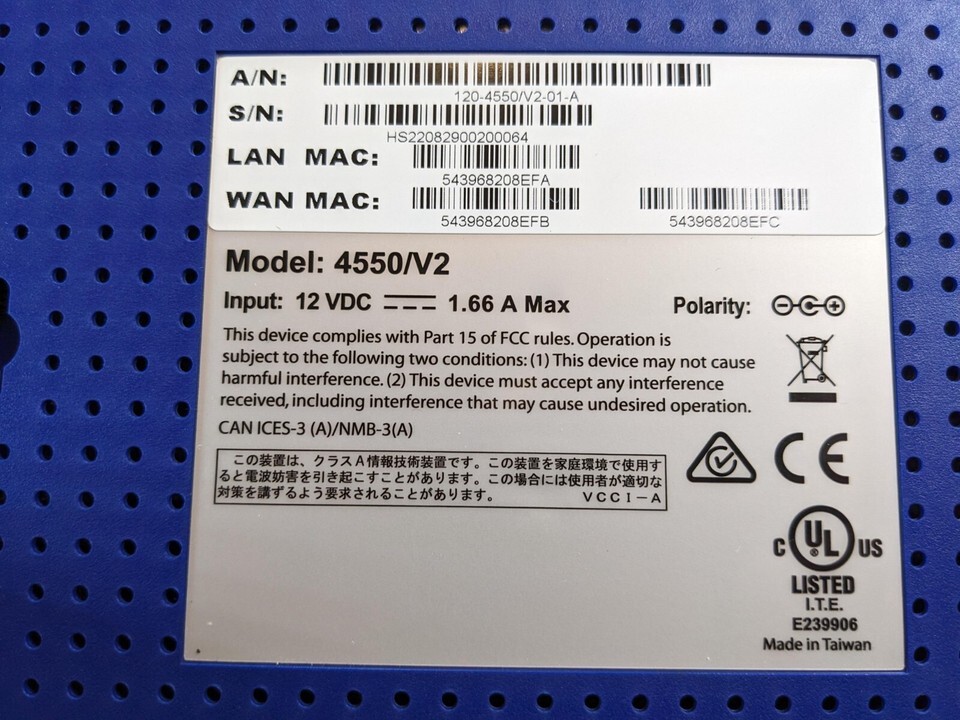 A/N:
120-4550/V2-01-A
S/N:
HS22082900200064
LAN MAC:
543968208EFA
WAN MAC:
543968208EFB 543968208EFC
Model: 4550/V2
Input: 12 VDC 1.66 A Max Polarity:
This device complies with Part 15 of FCC rules. Operation is
subject to the following two conditions: (1) This device may not cause
harmful interference. (2) This device must accept any interference
received, including interference that may cause undesired operation.
CAN ICES-3 (A)/NMB-3(A)
この装置は、クラスA情報技術装置です。この装置を家庭環境で使用す
ると電波妨害を引き起こすことがあります。この場合には使用者が適切な
対策を講ずるよう要求されることがあります。 VCCI-A
CE
C UL US
®
LISTED
I.T.E.
E239906
Made in Taiwan